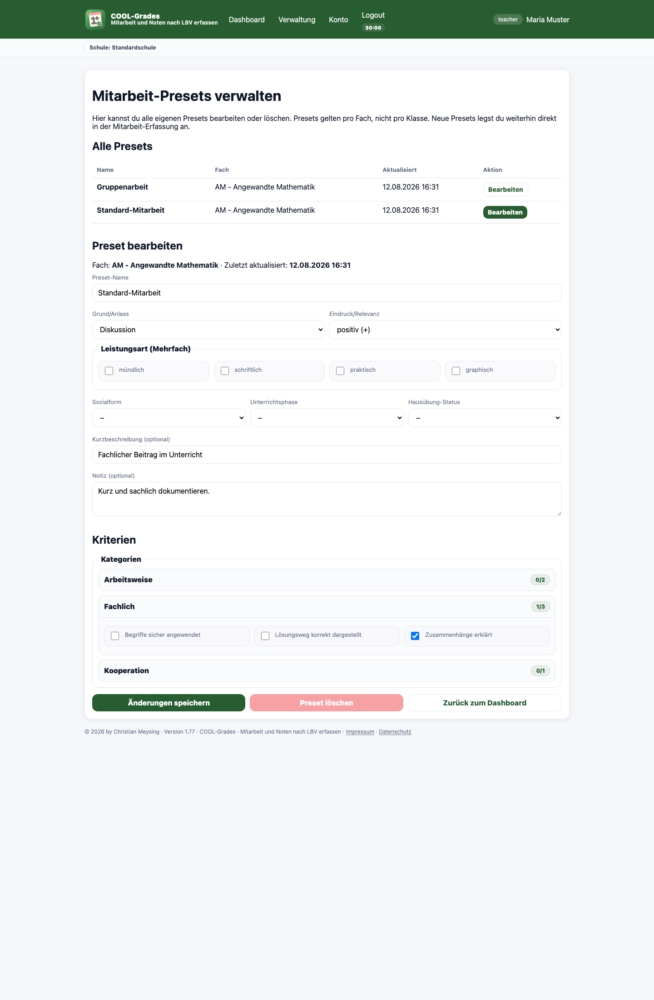 COOL-Grades
Mitarbeit und Noten nach LBV erfassen
Dashboard
Verwaltung
Konto
Logout
30:00
teacher
Maria Muster
Schule: Standardschule
Mitarbeit-Presets verwalten
Hier kannst du alle eigenen Presets bearbeiten oder löschen. Presets gelten pro Fach, nicht pro Klasse. Neue Presets legst du weiterhin direkt
in der Mitarbeit-Erfassung an.
Alle Presets
Name Fach Aktualisiert Aktion
Gruppenarbeit AM - Angewandte Mathematik 12.08.2026 16:31 Bearbeiten
Standard-Mitarbeit AM - Angewandte Mathematik 12.08.2026 16:31 Bearbeiten
Preset bearbeiten
Fach: AM - Angewandte Mathematik · Zuletzt aktualisiert: 12.08.2026 16:31
Preset-Name
Standard-Mitarbeit
Grund/Anlass Eindruck/Relevanz
Diskussion positiv (+)
Leistungsart (Mehrfach)
mündlich schriftlich praktisch graphisch
Sozialform Unterrichtsphase Hausübung-Status
– – –
Kurzbeschreibung (optional)
Fachlicher Beitrag im Unterricht
Notiz (optional)
Kurz und sachlich dokumentieren.
Kriterien
Kategorien
Arbeitsweise 0/2
Fachlich 1/3
Begriffe sicher angewendet Lösungsweg korrekt dargestellt Zusammenhänge erklärt
Kooperation 0/1
Änderungen speichern Preset löschen Zurück zum Dashboard
© 2026 by Christian Meysing · Version 1.77 · COOL-Grades · Mitarbeit und Noten nach LBV erfassen · Impressum · Datenschutz